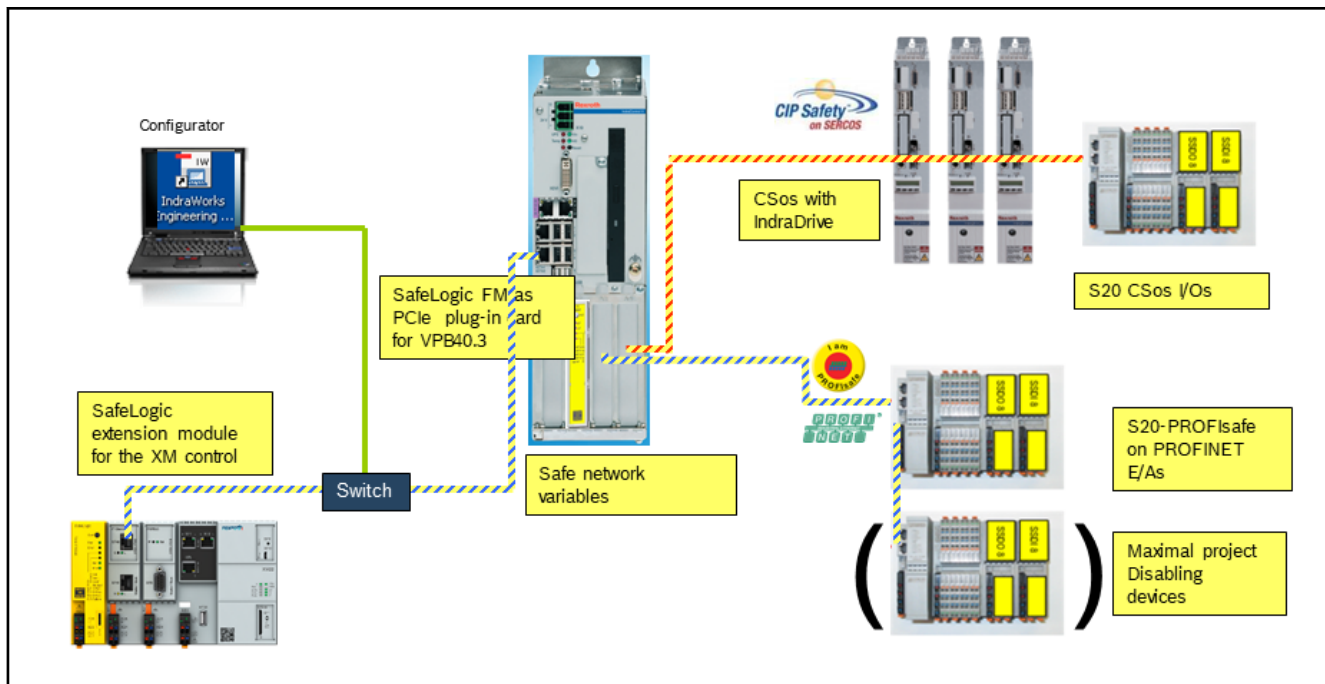 Configurator
IW
IndraWorks
Engineering ...
Rexroth
CIP Safety
on SERCOS
CSos with
IndraDrive
SSDO 8
SSDI 8
S20 CSos I/Os
SafeLogic FM as
PCIe plug-in card
for VPB40.3
I am
PROFIsafe
PROFI
NET
SSDO 8
SSDI 8
S20-PROFIsafe
on PROFINET
E/As
SafeLogic
extension module
for the XM control
Switch
Safe network
variables
SSDO 8
SSDI 8
( )
Maximal project
Disabling
devices